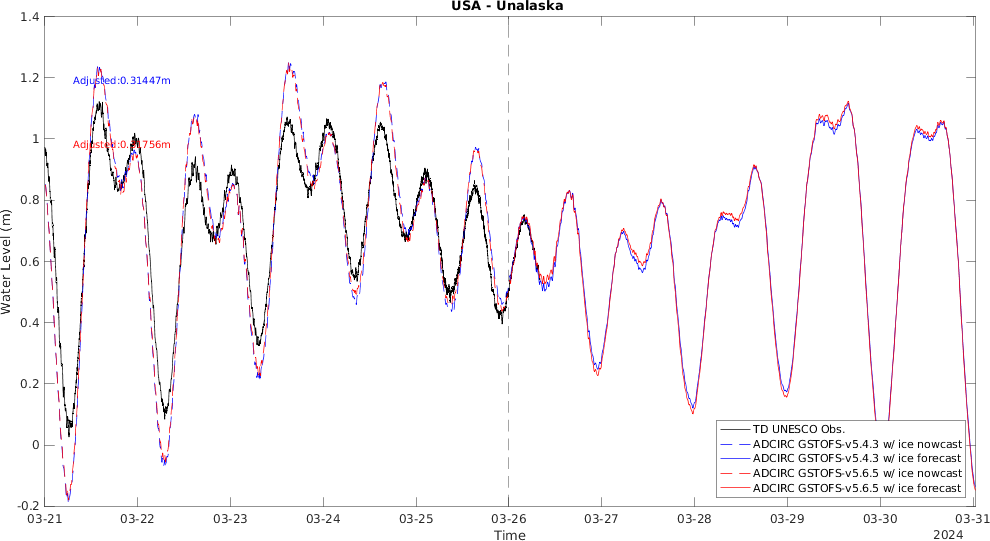 USA - Unalaska
1.4
1.2
1
0.8
0.6
0.4
0.2
0
-0.2
Water Level (m)
Adjusted:0.31447m
TD UNESCO Obs.
ADCIRC GSTOFS-v5.4.3 w/ ice nowcast
ADCIRC GSTOFS-v5.4.3 w/ ice forecast
ADCIRC GSTOFS-v5.6.5 w/ ice nowcast
ADCIRC GSTOFS-v5.6.5 w/ ice forecast
03-21 03-22 03-23 03-24 03-25 03-26 03-27 03-28 03-29 03-30 03-31
Time
2024